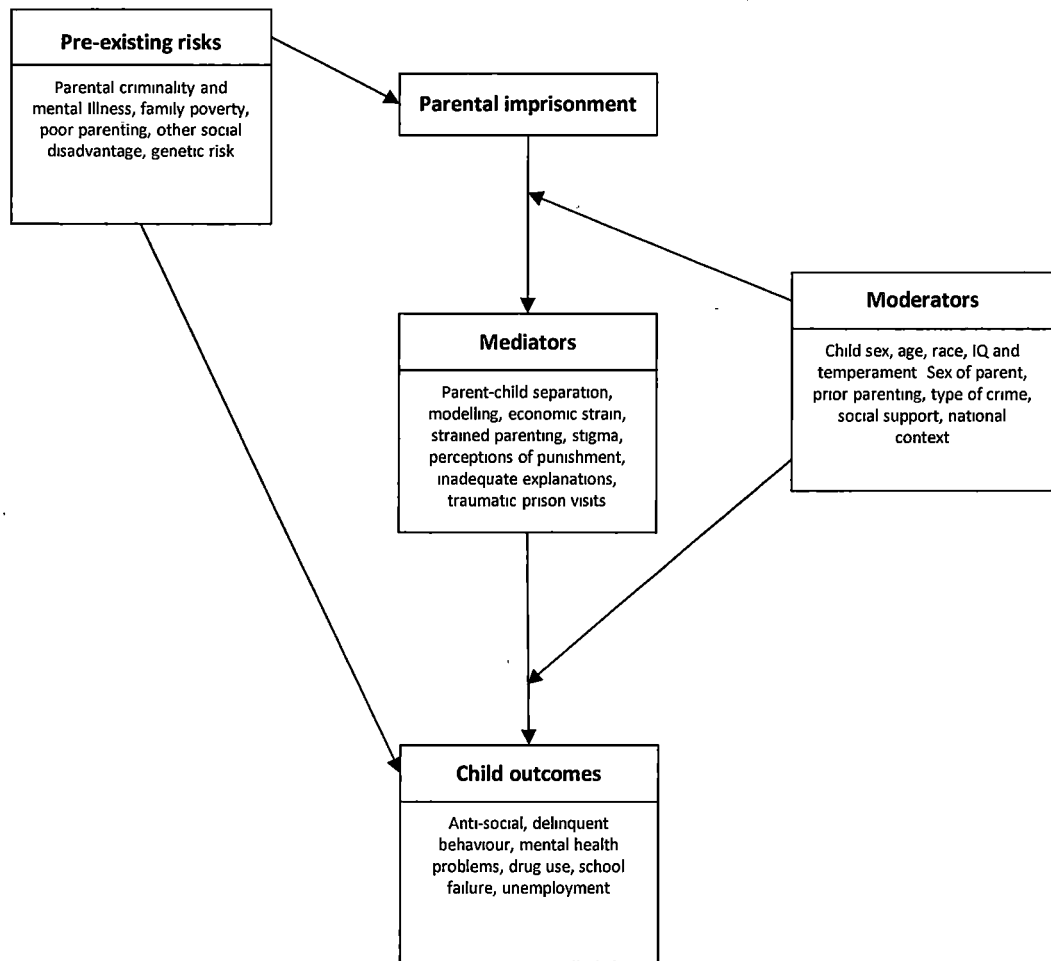 Pre-existing risks
Parental criminality and
mental Illness, family poverty,
poor parenting, other social
disadvantage, genetic risk
Parental imprisonment
Moderators
Child sex, age, race, IQ and
temperament Sex of parent,
prior parenting, type of crime,
social support, national
context
Mediators
Parent-child separation,
modelling, economic strain,
strained parenting, stigma,
perceptions of punishment,
inadequate explanations,
traumatic prison visits
Child outcomes
Anti-social, delinquent
behaviour, mental health
problems, drug use, school
failure, unemployment